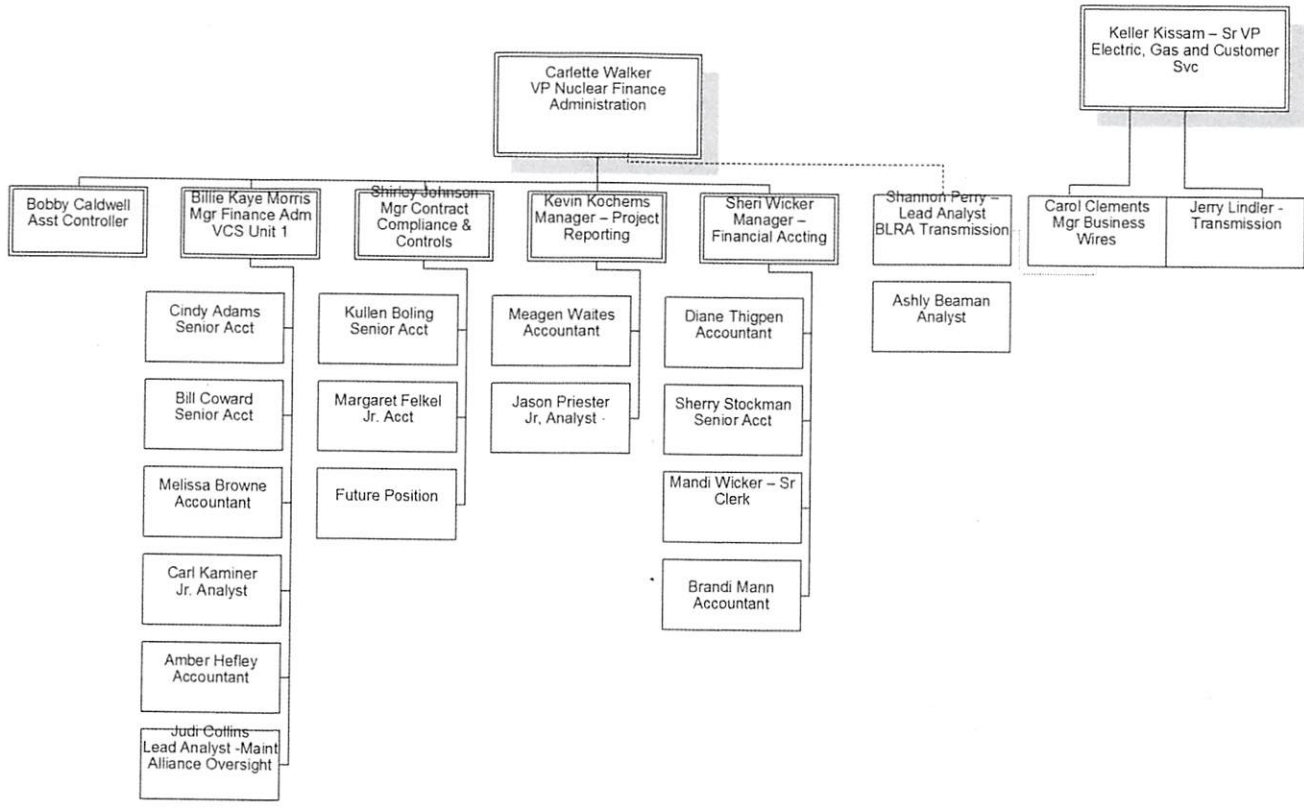 Keller Kissam – Sr VP
Electric, Gas and Customer
Svc
Carlette Walker
VP Nuclear Finance
Administration
Bobby Caldwell
Asst Controller
Billie Kaye Morris
Mgr Finance Adm
VCS Unit 1
Shirley Johnson
Mgr Contract
Compliance &
Controls
Kevin Kochems
Manager – Project
Reporting
Sheri Wicker
Manager –
Financial Accting
Shannon Perry –
Lead Analyst
BLRA Transmission
Carol Clements
Mgr Business
Wires
Jerry Lindler -
Transmission
Cindy Adams
Senior Acct
Bill Coward
Senior Acct
Melissa Browne
Accountant
Carl Kaminer
Jr. Analyst
Amber Hefley
Accountant
Judi Collins
Lead Analyst -Maint
Alliance Oversight
Kullen Boling
Senior Acct
Margaret Felkel
Jr. Acct
Future Position
Meagen Waites
Accountant
Jason Priester
Jr, Analyst
Diane Thigpen
Accountant
Sherry Stockman
Senior Acct
Mandi Wicker – Sr
Clerk
Brandi Mann
Accountant
Ashly Beaman
Analyst